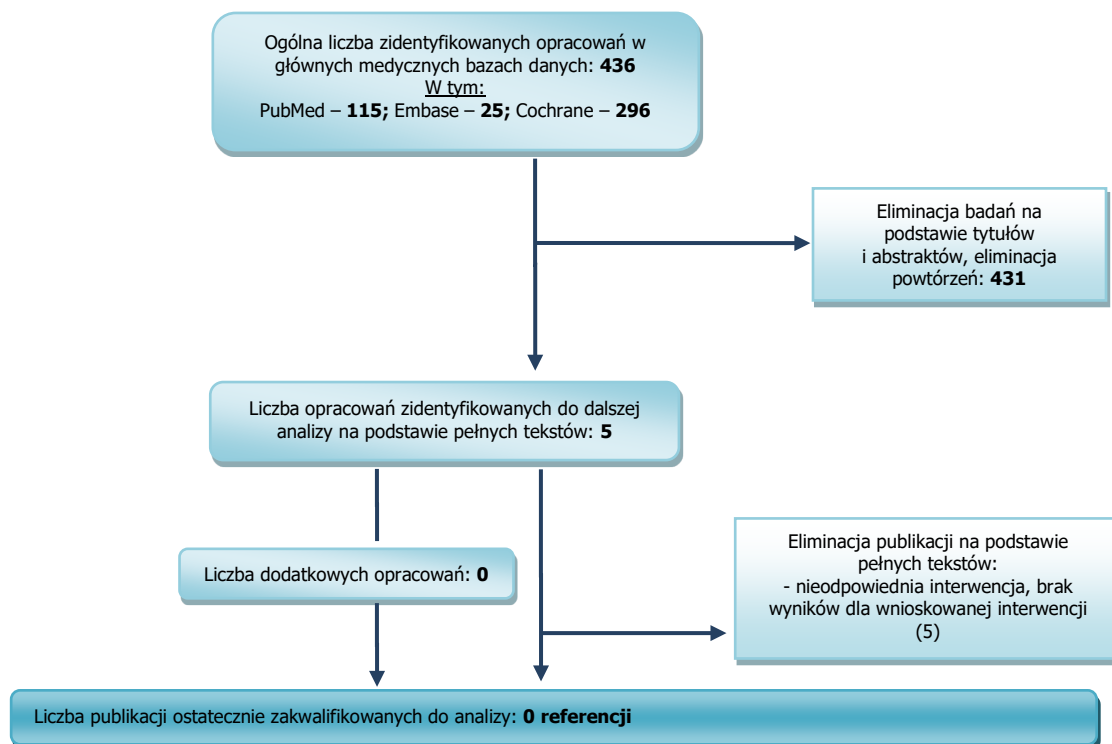 Ogólna liczba zidentyfikowanych opracowań w
głównych medycznych bazach danych: 436
W tym:
PubMed – 115; Embase – 25; Cochrane – 296
Eliminacja badań na
podstawie tytułów
i abstraktów, eliminacja
powtórzeń: 431
Liczba opracowań zidentyfikowanych do dalszej
analizy na podstawie pełnych tekstów: 5
Liczba dodatkowych opracowań: 0
Eliminacja publikacji na podstawie
pełnych tekstów:
- nieodpowiednia interwencja, brak
wyników dla wnioskowanej interwencji
(5)
Liczba publikacji ostatecznie zakwalifikowanych do analizy: 0 referencji